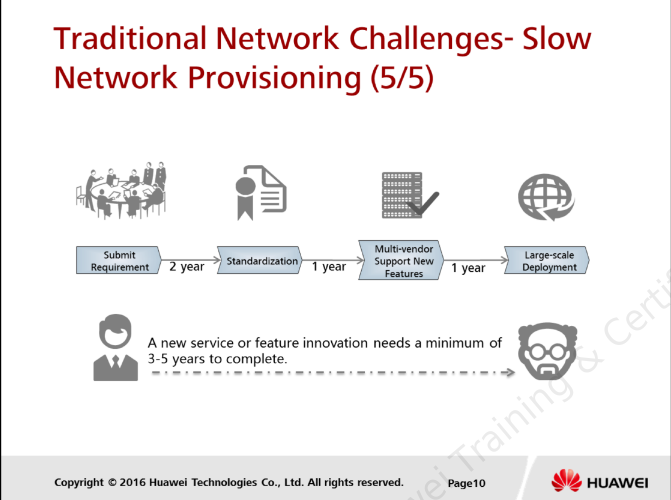 Traditional Network Challenges- Slow
Network Provisioning (5/5)
Submit
Requirement
2 year
Standardization
1 year
Multi-vendor
Support New
Features
1 year
Large-scale
Deployment
A new service or feature innovation needs a minimum of
3-5 years to complete.
Training & Certif
Copyright © 2016 Huawei Technologies Co., Ltd. All rights reserved.
Page10
HUAWEI